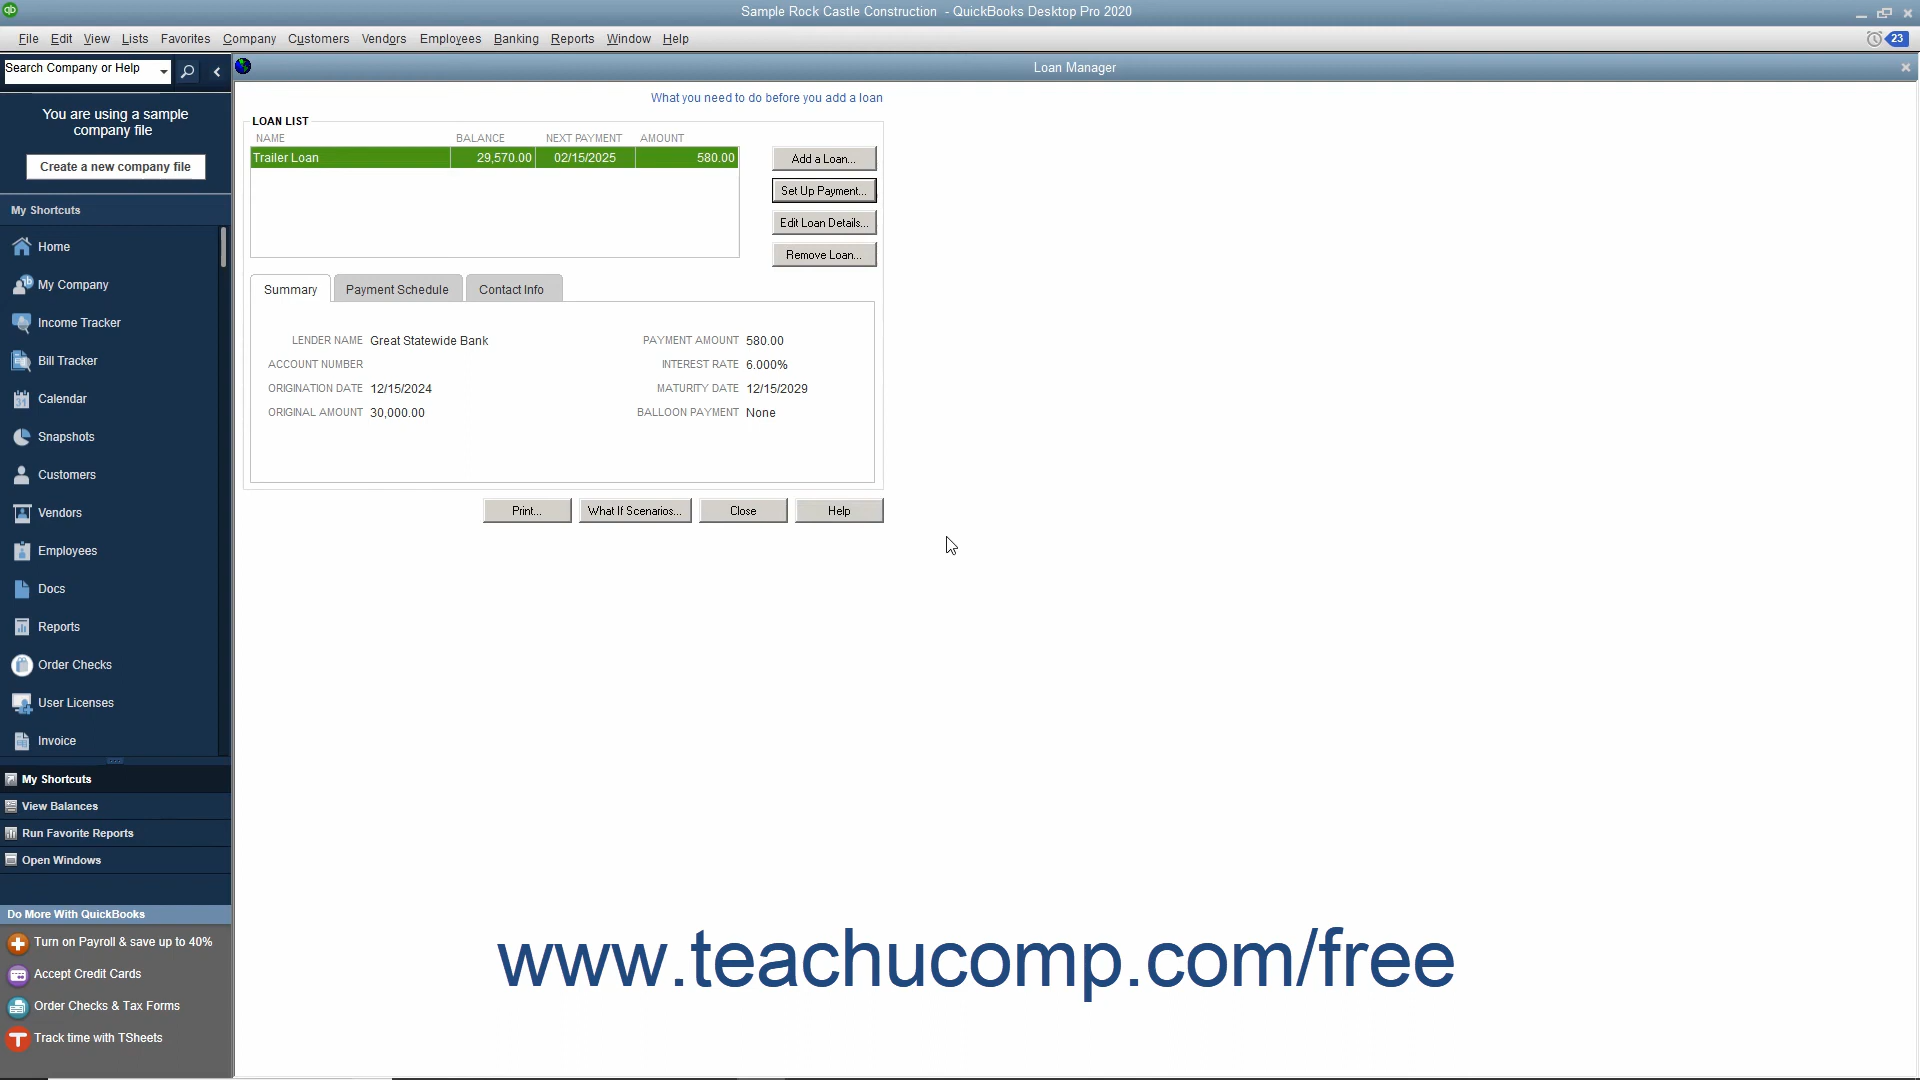 Sample Rock Castle Construction - QuickBooks Desktop Pro 2020
File Edit View Lists Favorites Company Customers Vendors Employees Banking Reports Window Help
23
Search Company or Help
Loan Manager
You are using a sample
company file
Create a new company file
My Shortcuts
Home
My Company
Income Tracker
Bill Tracker
Calendar
Snapshots
Customers
Vendors
Employees
Docs
Reports
Order Checks
User Licenses
Invoice
My Shortcuts
View Balances
Run Favorite Reports
Open Windows
Do More With QuickBooks
Turn on Payroll & save up to 40%
Accept Credit Cards
Order Checks & Tax Forms
Track time with TSheets
What you need to do before you add a loan
LOAN LIST
NAME BALANCE NEXT PAYMENT AMOUNT
Trailer Loan 29,570.00 02/15/2025 580.00
Add a Loan...
Set Up Payment...
Edit Loan Details...
Remove Loan...
Summary Payment Schedule Contact Info
LENDER NAME Great Statewide Bank PAYMENT AMOUNT 580.00
ACCOUNT NUMBER INTEREST RATE 6.000%
ORIGINATION DATE 12/15/2024 MATURITY DATE 12/15/2029
ORIGINAL AMOUNT 30,000.00 BALLOON PAYMENT None
Print... What If Scenarios... Close Help
www.teachucomp.com/free